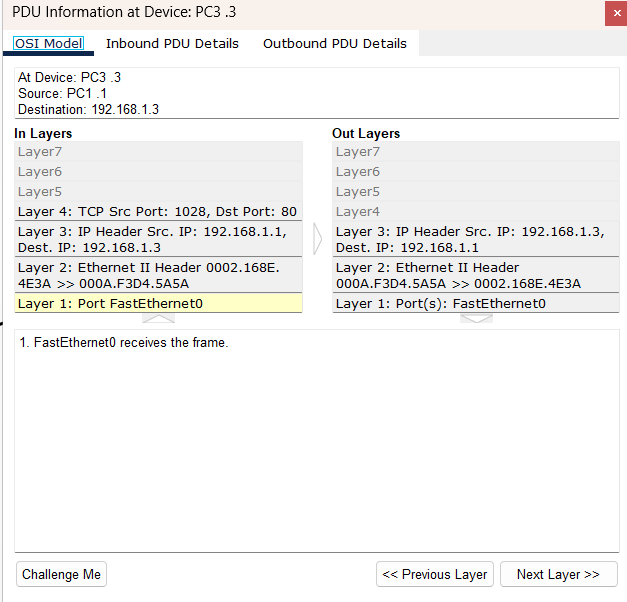 PDU Information at Device: PC3 .3
×
OSI Model Inbound PDU Details Outbound PDU Details
At Device: PC3 .3
Source: PC1 .1
Destination: 192.168.1.3
In Layers
Layer7
Layer6
Layer5
Layer 4: TCP Src Port: 1028, Dst Port: 80
Layer 3: IP Header Src. IP: 192.168.1.1,
Dest. IP: 192.168.1.3
Layer 2: Ethernet II Header 0002.168E.
4E3A >> 000A.F3D4.5A5A
Layer 1: Port FastEthernet0
Out Layers
Layer7
Layer6
Layer5
Layer4
Layer 3: IP Header Src. IP: 192.168.1.3,
Dest. IP: 192.168.1.1
Layer 2: Ethernet II Header
000A.F3D4.5A5A >> 0002.168E.4E3A
Layer 1: Port(s): FastEthernet0
1. FastEthernet0 receives the frame.
Challenge Me
<< Previous Layer
Next Layer >>